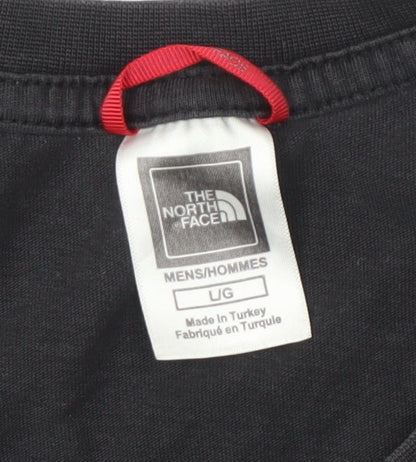 THE
NORTH
FACE
MENS/HOMMES
L/G
Made in Turkey
Fabriqué en Turquie